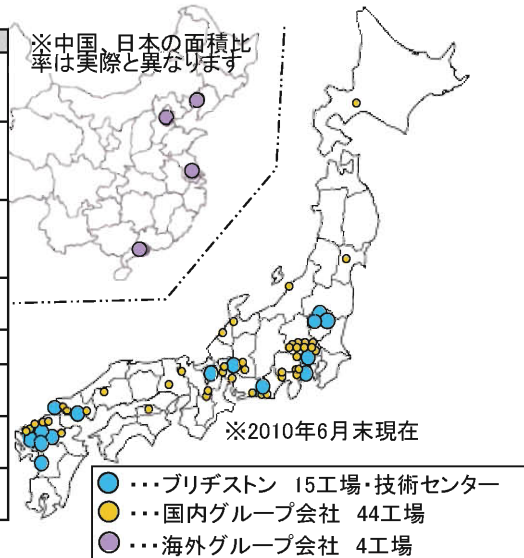 ※中国、日本の面積比
率は実際と異なります
※2010年6月末現在
･･･ブリヂストン 15工場・技術センター
･･･国内グループ会社 44工場
･･･海外グループ会社 4工場